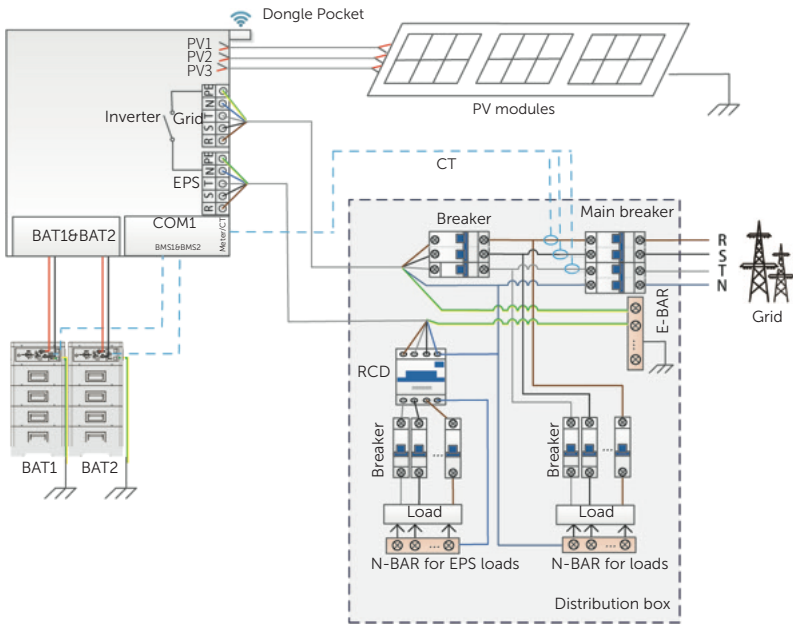 Dongle Pocket
PV1
PV2
PV3
PV modules
Inverter
Grid
R S T N PE
EPS
R S T N PE
BAT1&BAT2
COM1
BMS1&BMS2
Meter/CT
CT
Breaker
Main breaker
R
S
T
N
Grid
E-BAR
RCD
Breaker
...
Breaker
...
Load
Load
N-BAR for EPS loads
N-BAR for loads
BAT1
BAT2
Distribution box